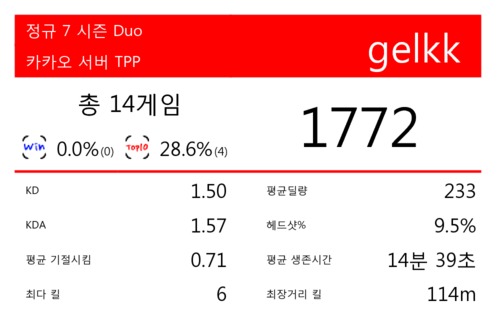 정규 7 시즌 Duo
카카오 서버 TPP
gelkk
총 14게임
1772
Win 0.0%(0) Top10 28.6%(4)
KD 1.50 평균딜량 233
KDA 1.57 헤드샷% 9.5%
평균 기절시킴 0.71 평균 생존시간 14분 39초
최다 킬 6 최장거리 킬 114m